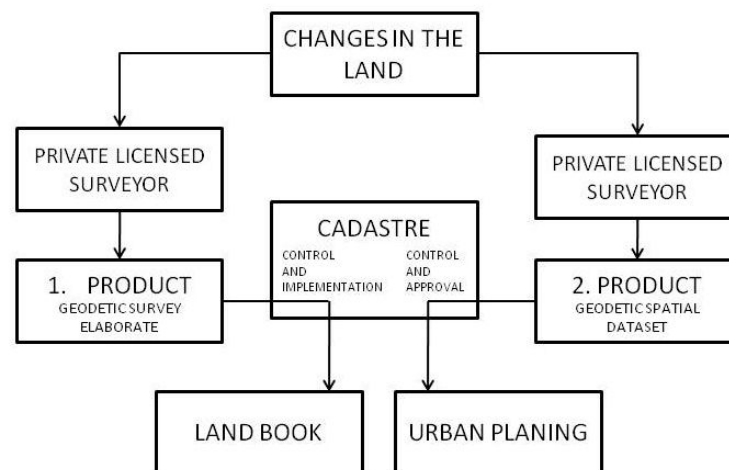 CHANGES IN THE
LAND
PRIVATE LICENSED
SURVEYOR
PRIVATE LICENSED
SURVEYOR
CADASTRE
CONTROL
AND
IMPLEMENTATION
CONTROL
AND
APPROVAL
1. PRODUCT
GEODETIC SURVEY
ELABORATE
2. PRODUCT
GEODETIC SPATIAL
DATASET
LAND BOOK
URBAN PLANING